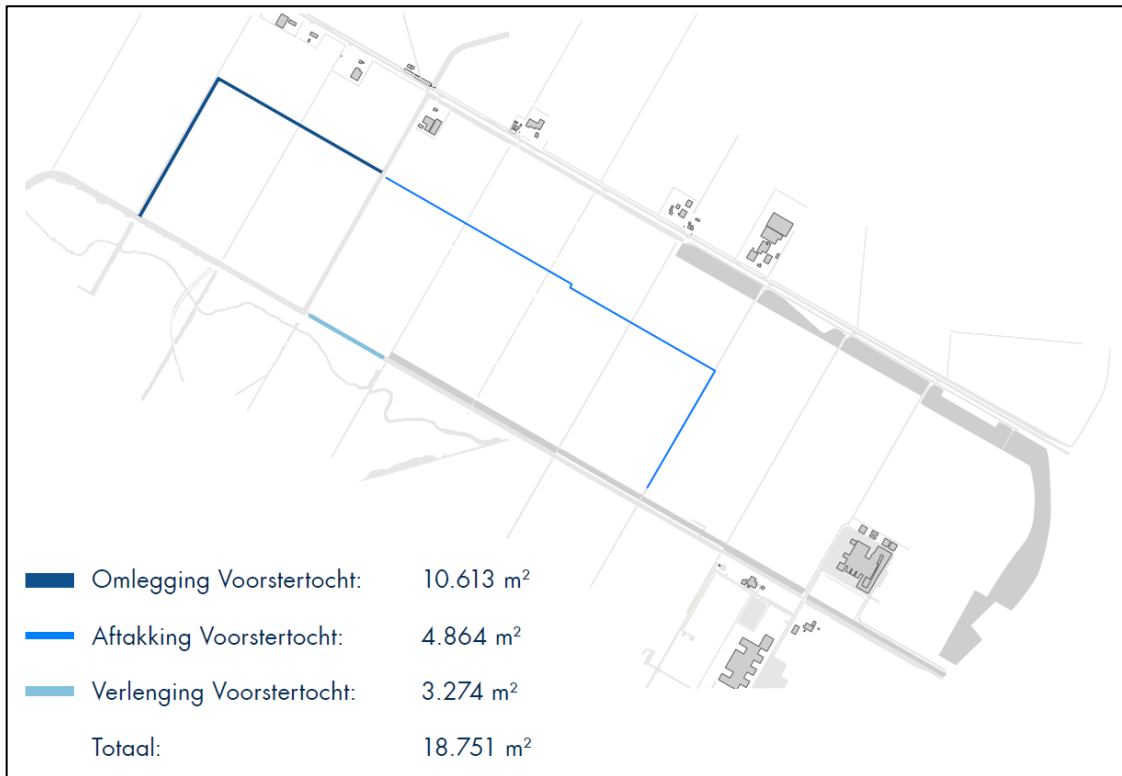 Omlegging Voorstertocht: 10.613 m²
Aftakking Voorstertocht: 4.864 m²
Verlenging Voorstertocht: 3.274 m²
Totaal: 18.751 m²